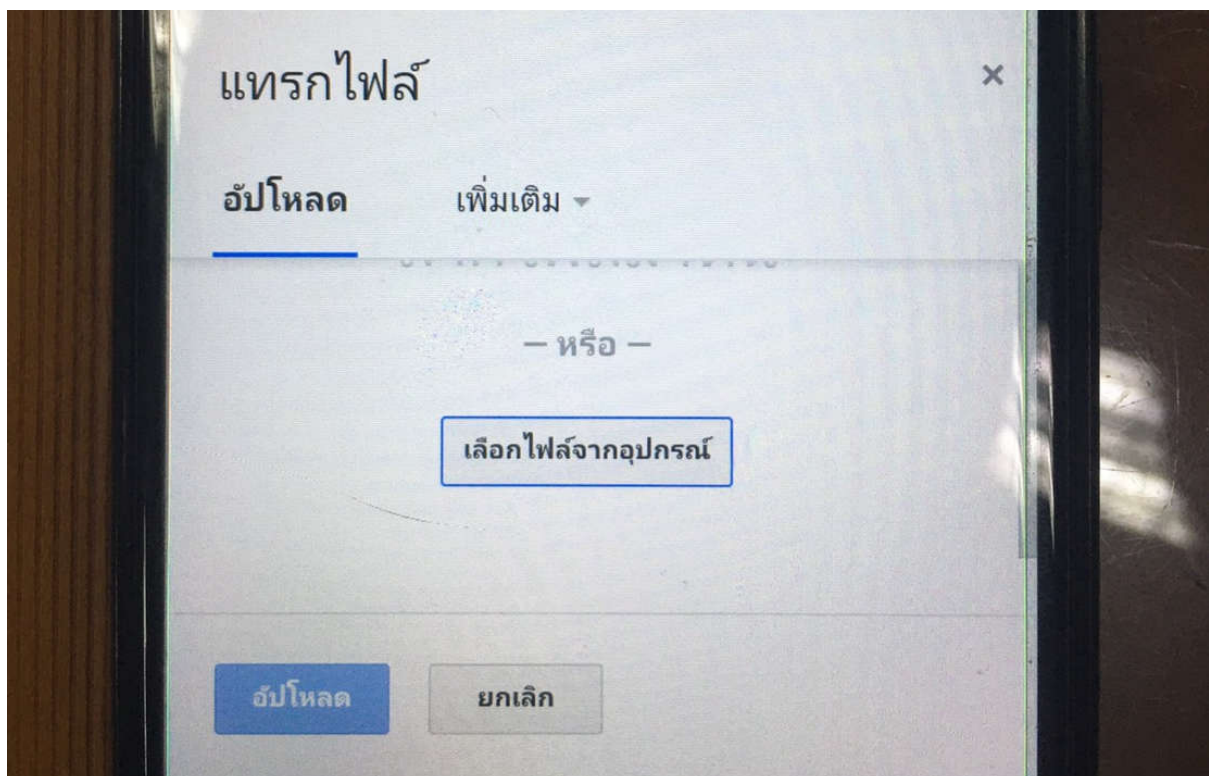 แทรกไฟล์ ×
อัปโหลด เพิ่มเติม
— หรือ —
เลือกไฟล์จากอุปกรณ์
อัปโหลด ยกเลิก